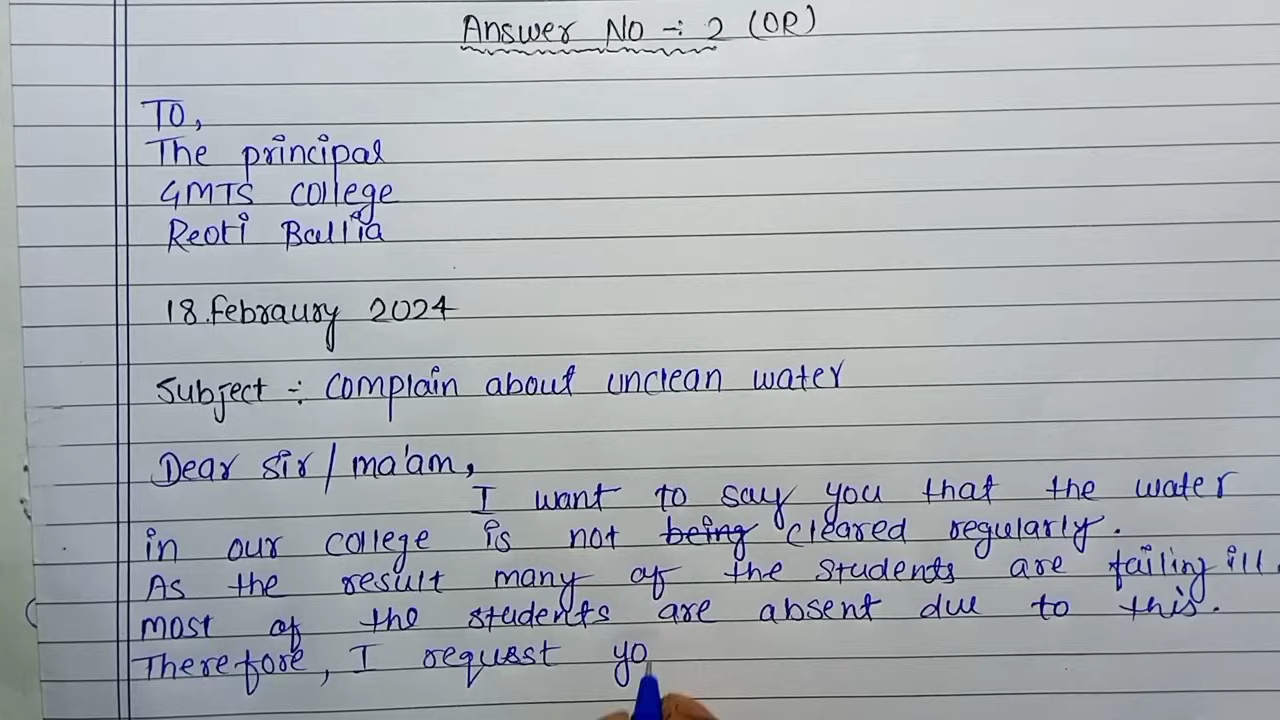 Answer No -: 2 (OR)
TO,
The principal
GMTS college
Reoti Ballia
18.Febraury 2024
Subject ÷ complain about unclean water
Dear sir / ma'am,
I want to say you that the water
in our college is not being cleared regularly.
As the result many of the students are failing ill.
most of the students are absent due to this.
Therefore, I request yo